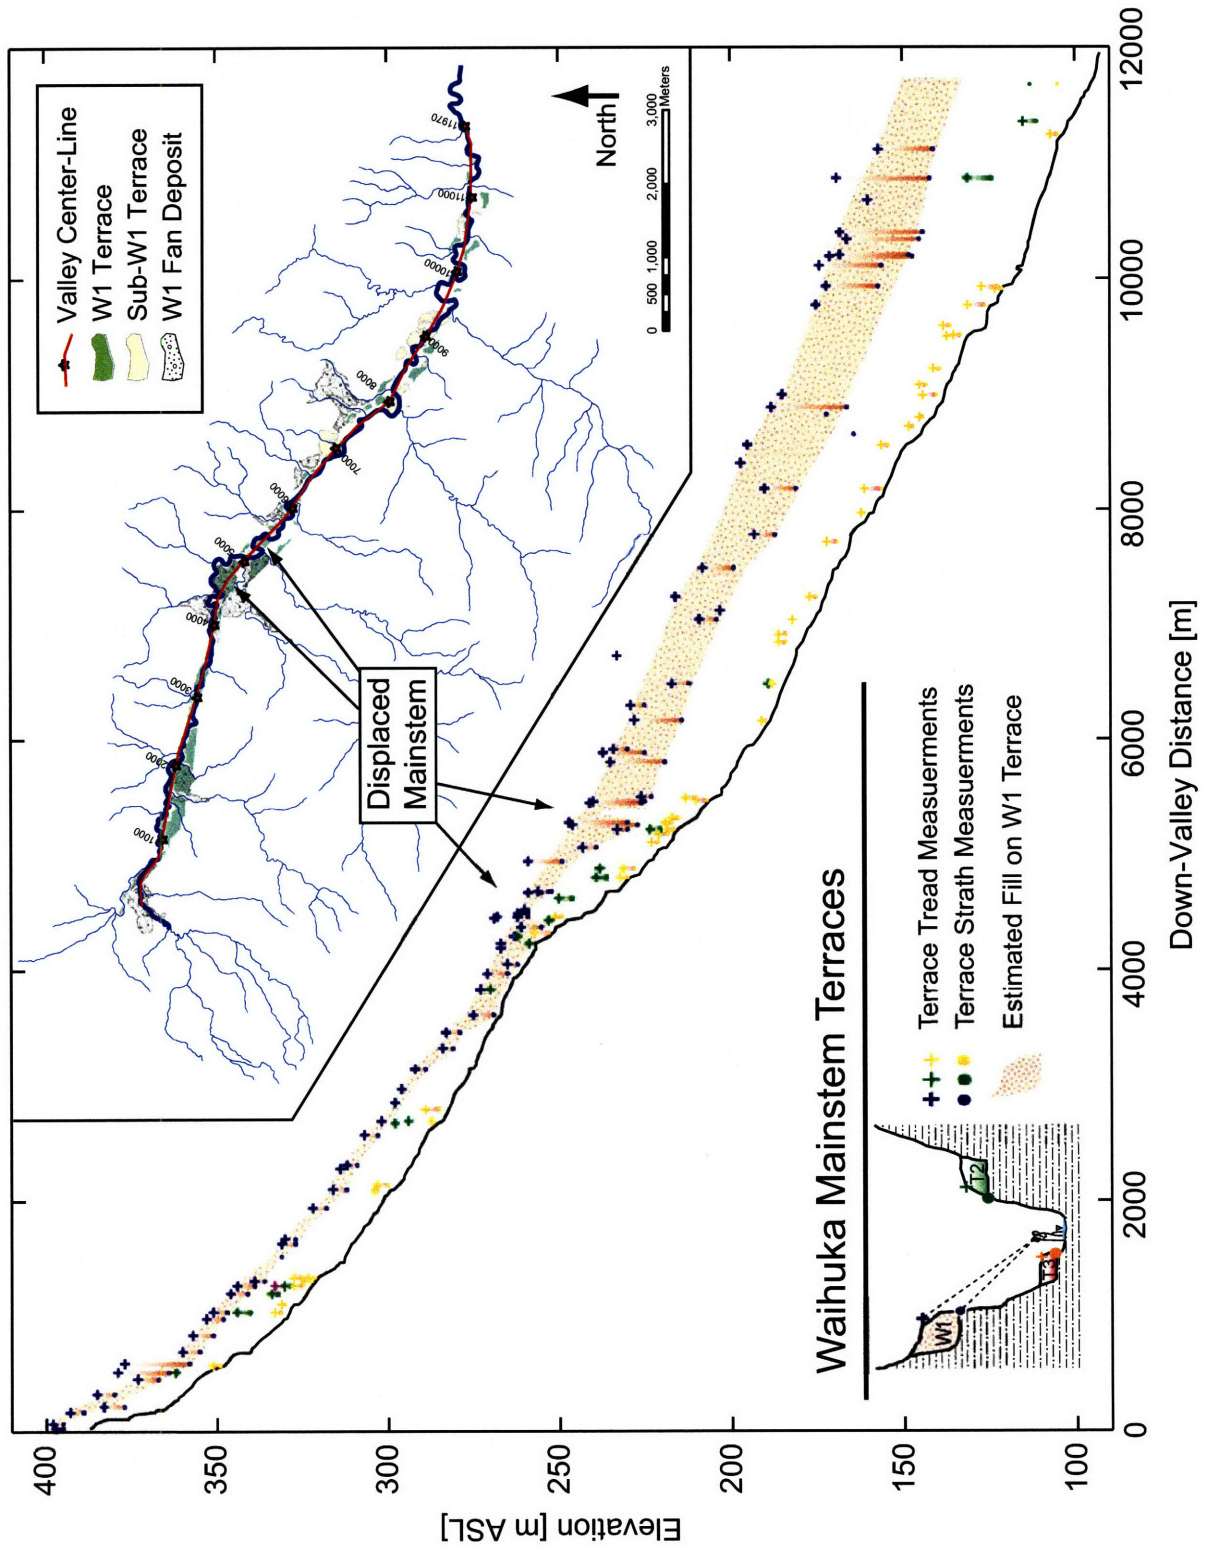 Valley Center-Line
W1 Terrace
Sub-W1 Terrace
W1 Fan Deposit
1000
2000
3000
4000
5000
6000
7000
8000
9000
10000
11000
11970
North
0 500 1,000 2,000 3,000
Meters
Displaced
Mainstem
Waihuka Mainstem Terraces
Terrace Tread Measuerments
Terrace Strath Measuerments
Estimated Fill on W1 Terrace
W1
T3
T2
400
350
300
250
200
150
100
Elevation [m ASL]
0 2000 4000 60000 80000 10000 12000
Down-Valley Distance [m]